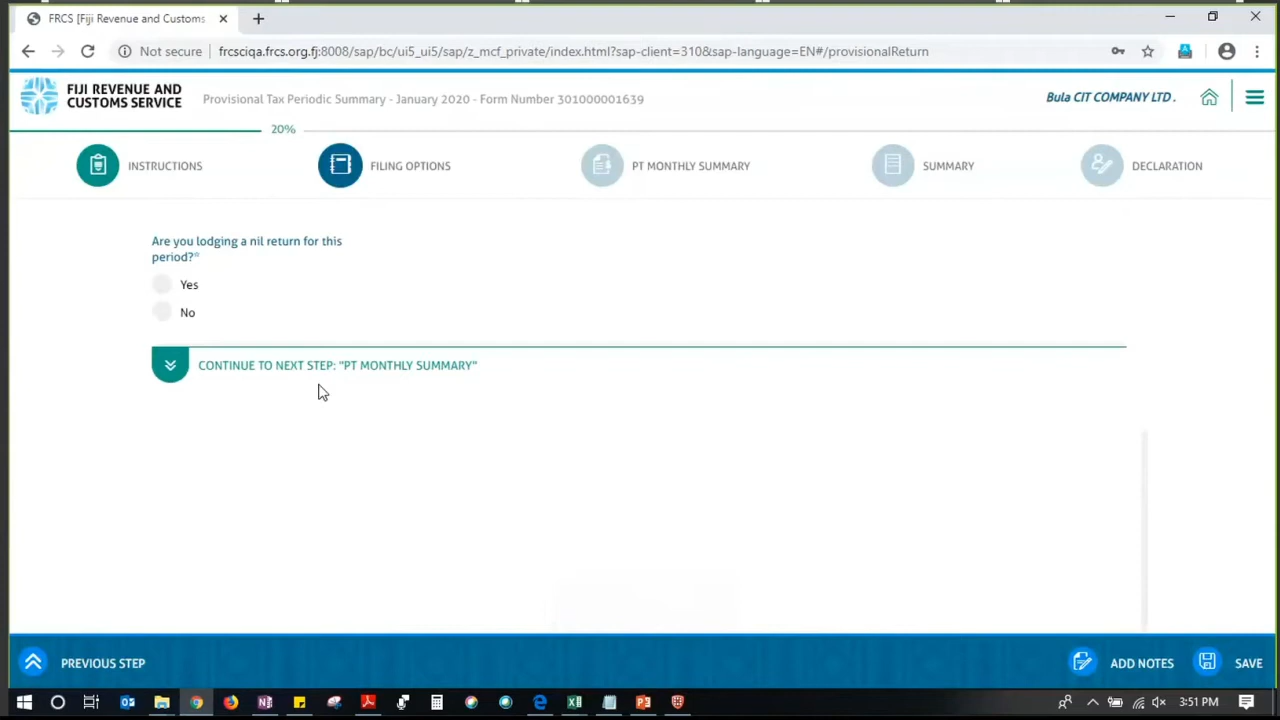 FRCS [Fiji Revenue and Customs
Not secure
frcsciqa.frcs.org.fj:8008/sap/bc/ui5_ui5/sap/z_mcf_private/index.html?sap-client=310&sap-language=EN#/provisionalReturn
FIJI REVENUE AND
CUSTOMS SERVICE
Provisional Tax Periodic Summary - January 2020 - Form Number 301000001639
Bula CIT COMPANY LTD .
20%
INSTRUCTIONS
FILING OPTIONS
PT MONTHLY SUMMARY
SUMMARY
DECLARATION
Are you lodging a nil return for this
period?*
Yes
No
CONTINUE TO NEXT STEP: "PT MONTHLY SUMMARY"
PREVIOUS STEP
ADD NOTES
SAVE
3:51 PM